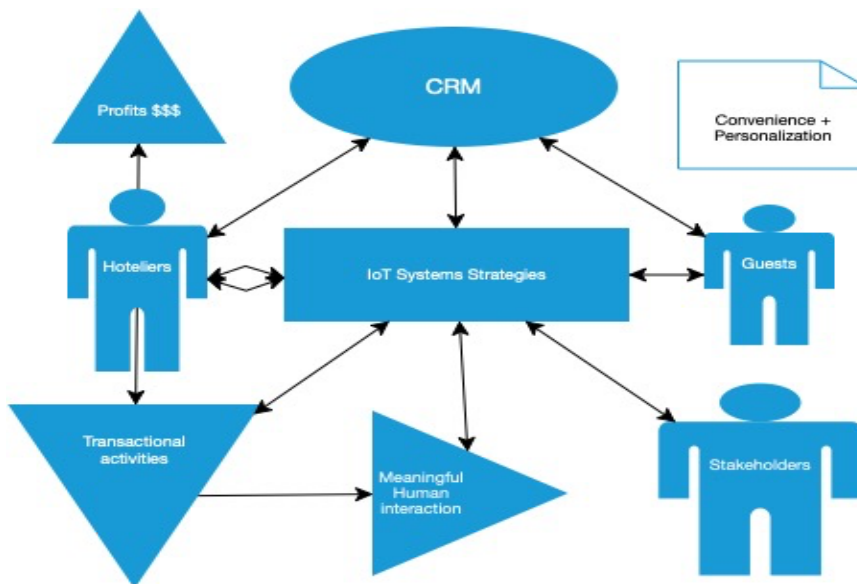 CRM
Profits $$$
Convenience +
Personalization
Hoteliers
IoT Systems Strategies
Guests
Transactional
activities
Meaningful
Human
interaction
Stakeholders